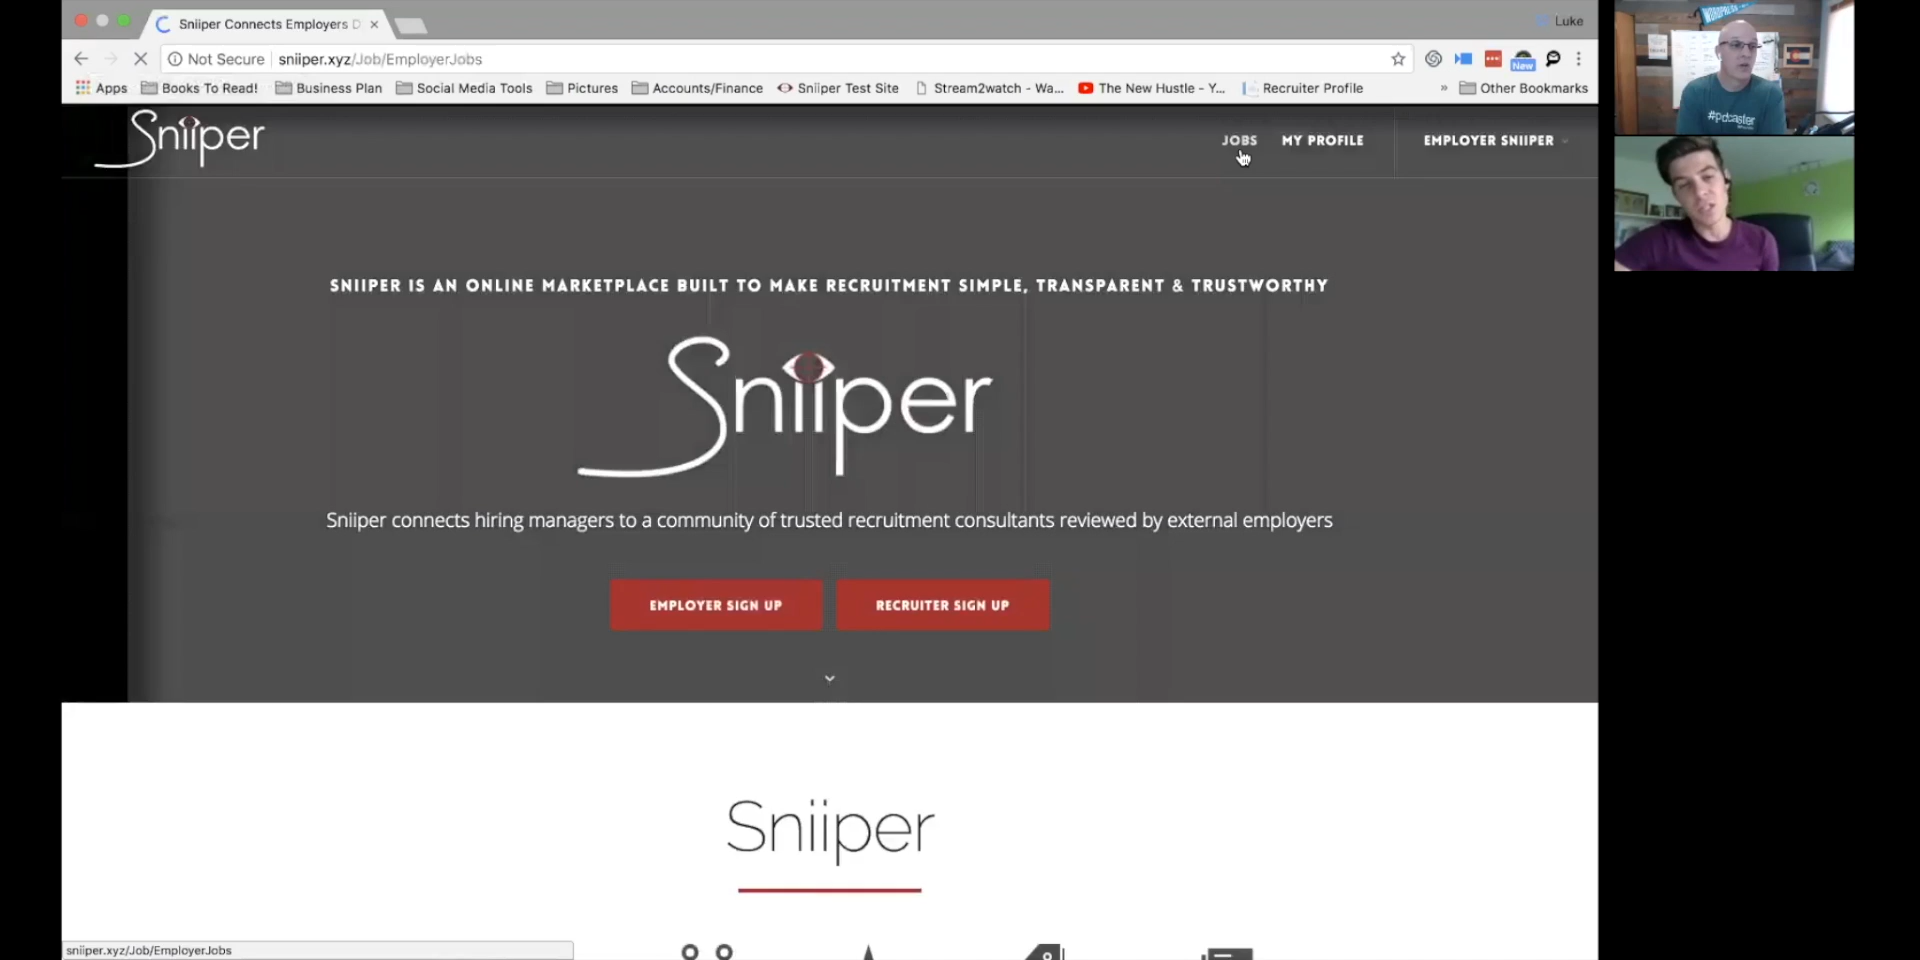 Sniiper Connects Employers D
Luke
Not Secure
sniiper.xyz/Job/EmployerJobs
New
Apps
Books To Read!
Business Plan
Social Media Tools
Pictures
Accounts/Finance
Sniiper Test Site
Stream2watch - Wa...
The New Hustle - Y...
Recruiter Profile
»
Other Bookmarks
Sniiper
JOBS
MY PROFILE
EMPLOYER SNIIPER
SNIIPER IS AN ONLINE MARKETPLACE BUILT TO MAKE RECRUITMENT SIMPLE, TRANSPARENT & TRUSTWORTHY
Sniiper
Sniiper connects hiring managers to a community of trusted recruitment consultants reviewed by external employers
EMPLOYER SIGN UP
RECRUITER SIGN UP
Sniiper
sniiper.xyz/Job/EmployerJobs
WORDPRESS
#pdcaster